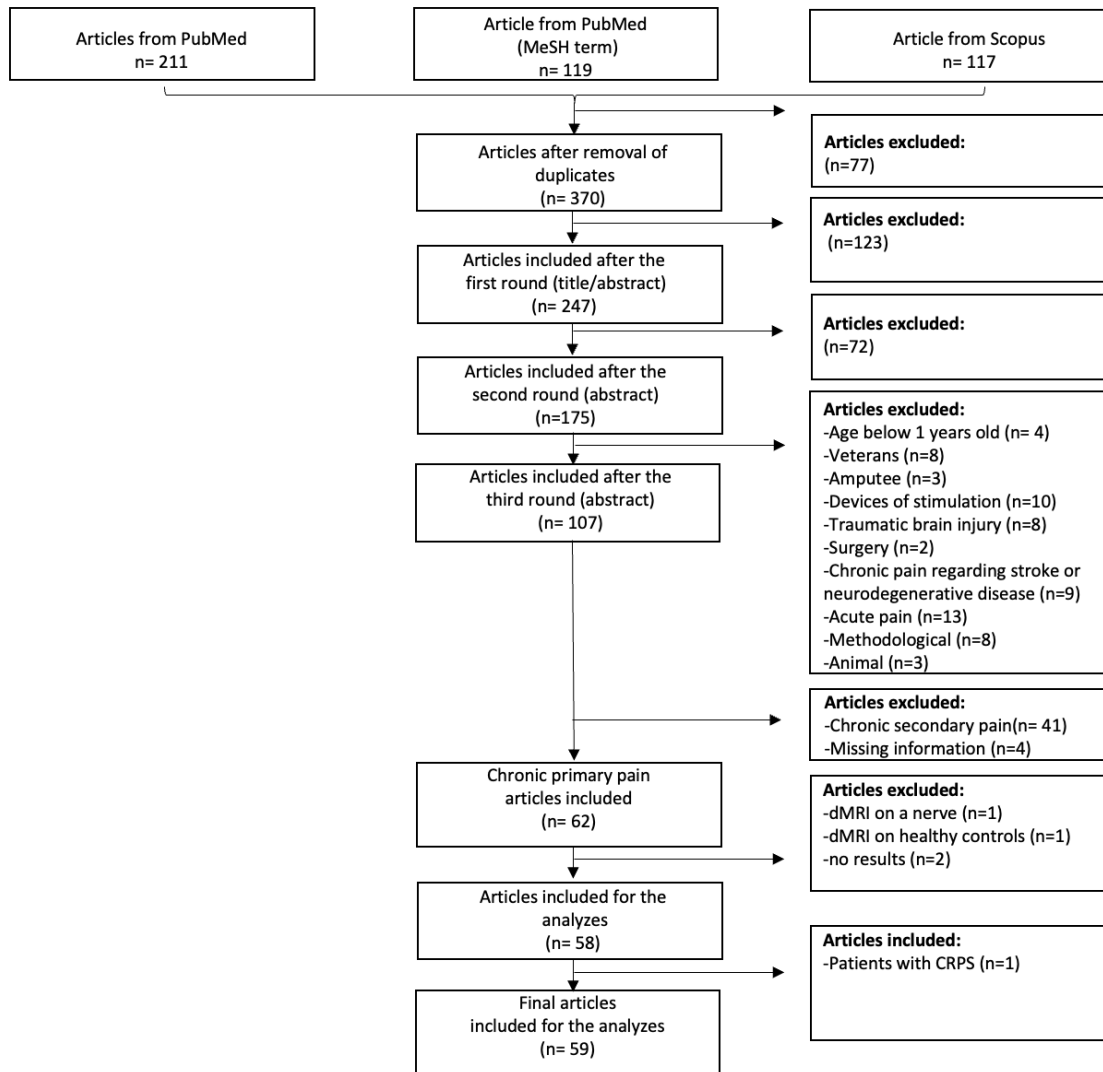 Articles from PubMed
n= 211
Article from PubMed
(MeSH term)
n= 119
Article from Scopus
n= 117
Articles excluded:
(n=77)
Articles after removal of
duplicates
(n= 370)
Articles excluded:
(n=123)
Articles included after the
first round (title/abstract)
(n= 247)
Articles excluded:
(n=72)
Articles included after the
second round (abstract)
(n=175)
Articles excluded:
-Age below 1 years old (n= 4)
-Veterans (n=8)
-Amputee (n=3)
-Devices of stimulation (n=10)
-Traumatic brain injury (n=8)
-Surgery (n=2)
-Chronic pain regarding stroke or
neurodegenerative disease (n=9)
-Acute pain (n=13)
-Methodological (n=8)
-Animal (n=3)
Articles included after the
third round (abstract)
(n= 107)
Articles excluded:
-Chronic secondary pain(n= 41)
-Missing information (n=4)
Chronic primary pain
articles included
(n= 62)
Articles excluded:
-dMRI on a nerve (n=1)
-dMRI on healthy controls (n=1)
-no results (n=2)
Articles included for the
analyzes
(n= 58)
Articles included:
-Patients with CRPS (n=1)
Final articles
included for the analyzes
(n= 59)